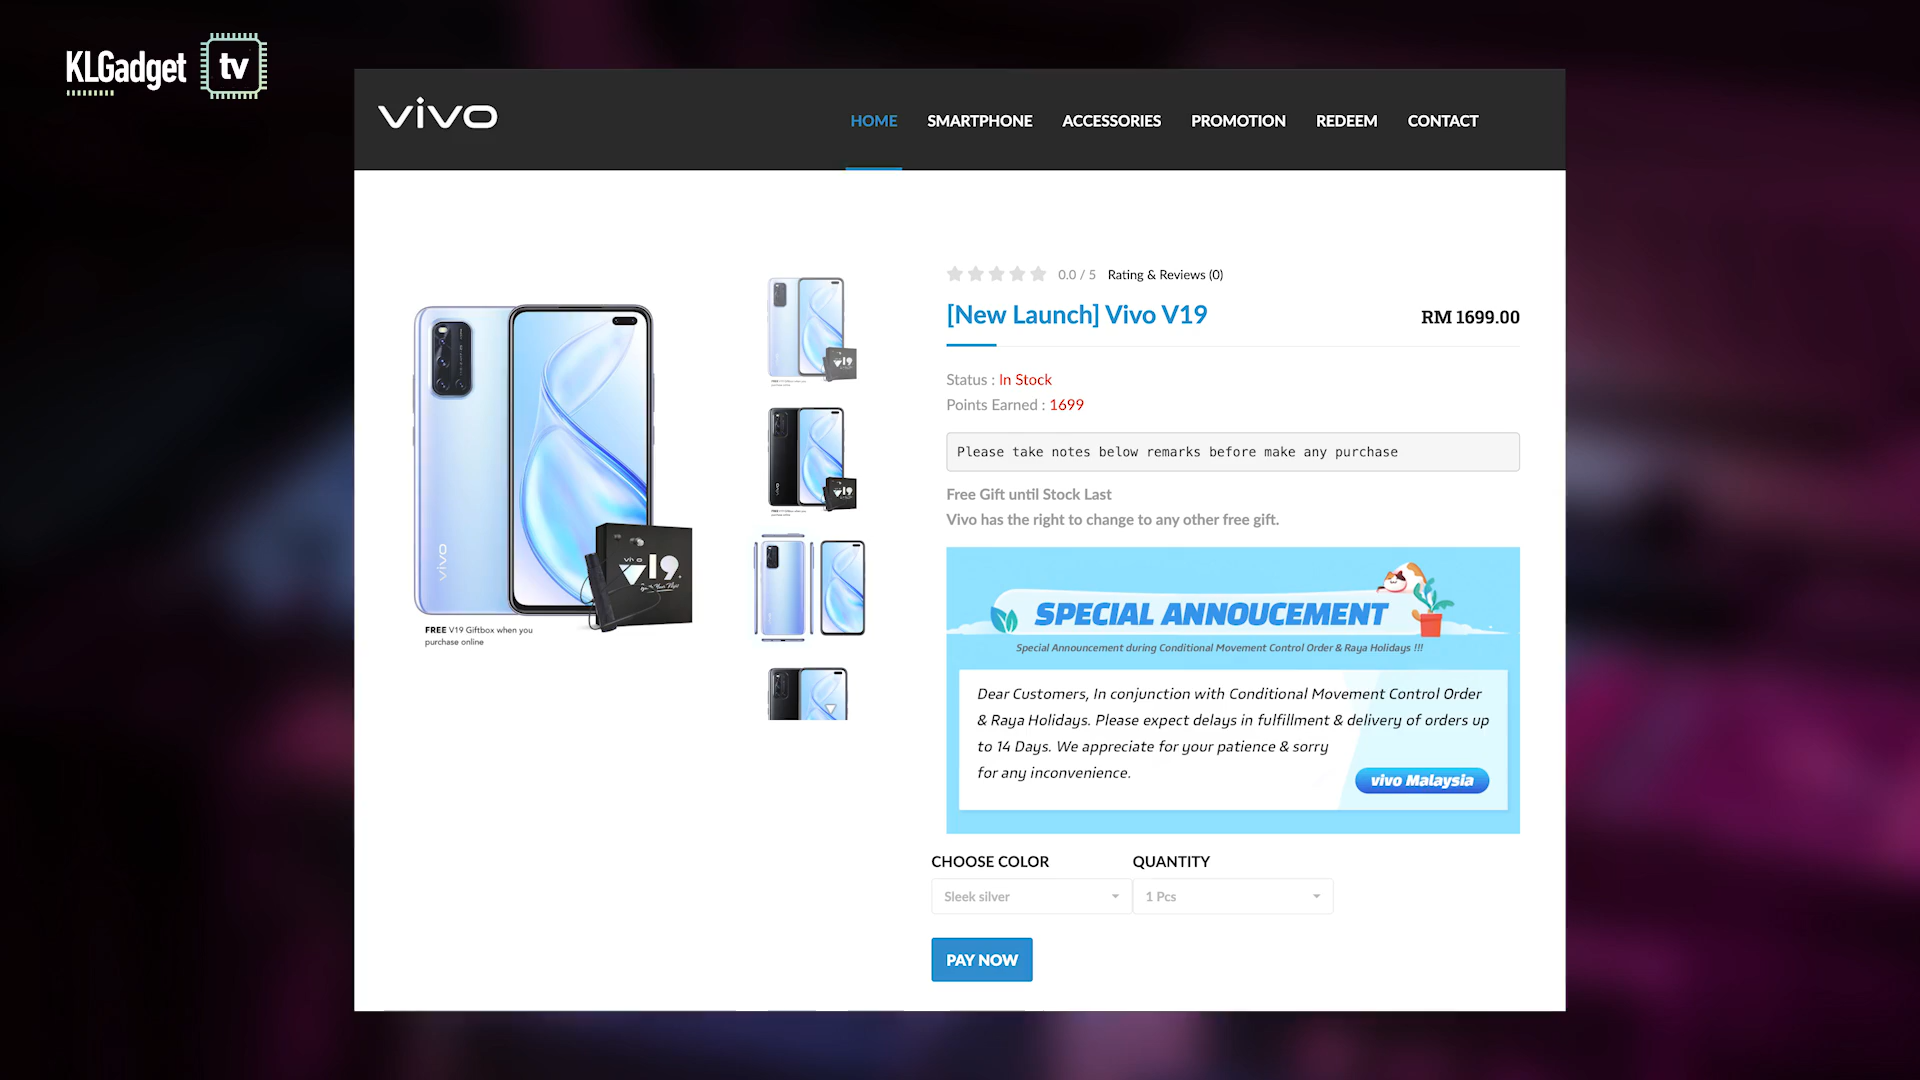 KLGadget tv
vivo
HOME SMARTPHONE ACCESSORIES PROMOTION REDEEM CONTACT
0.0 / 5 Rating & Reviews (0)
[New Launch] Vivo V19
RM 1699.00
Status : In Stock
Points Earned : 1699
Please take notes below remarks before make any purchase
Free Gift until Stock Last
Vivo has the right to change to any other free gift.
vivo
vivo
V19
FREE V19 Giftbox when you
purchase online
SPECIAL ANNOUCEMENT
Special Announcement during Conditional Movement Control Order & Raya Holidays !!!
Dear Customers, In conjunction with Conditional Movement Control Order
& Raya Holidays. Please expect delays in fulfillment & delivery of orders up
to 14 Days. We appreciate for your patience & sorry
for any inconvenience.
vivo Malaysia
CHOOSE COLOR QUANTITY
Sleek silver 1 Pcs
PAY NOW